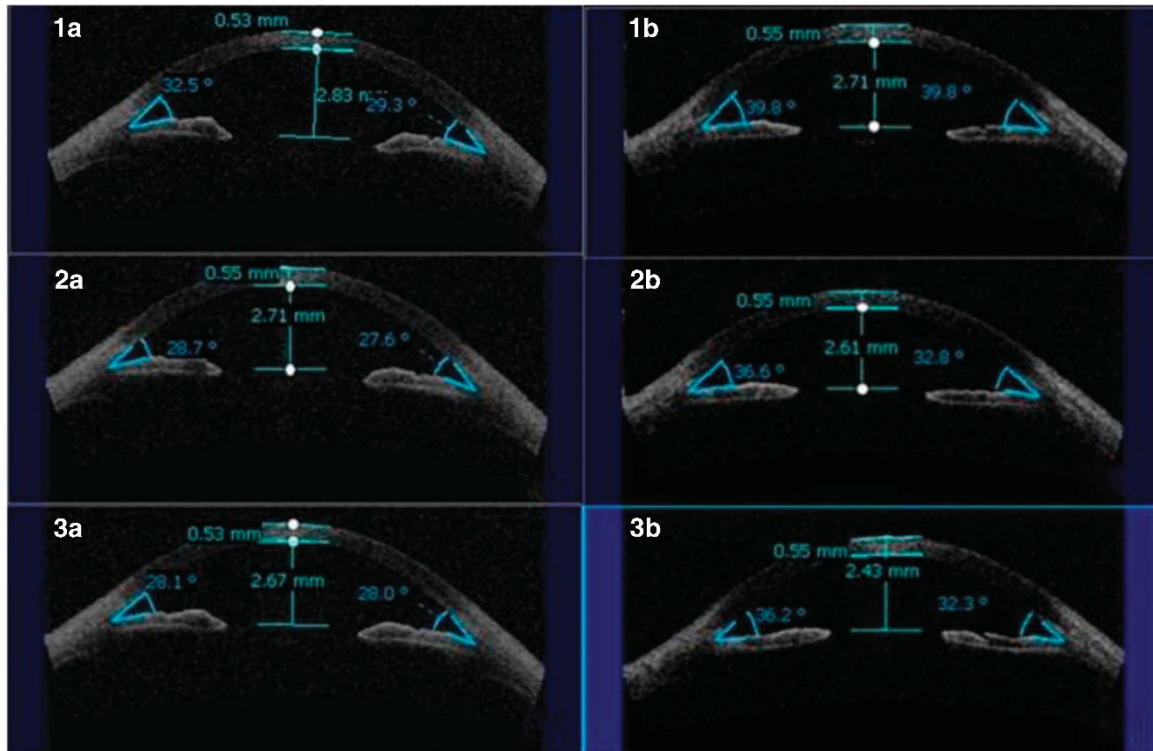 1a
0.53 mm
32.5 °
2.83
29.3 °
1b
0.55 mm
39.8 °
2.71 mm
39.8 °
2a
0.55 mm
2.71 mm
28.7 °
27.6 °
2b
0.55 mm
2.61 mm
36.6 °
32.8 °
3a
0.53 mm
28.1 °
2.67 mm
28.0 °
3b
0.55 mm
2.43 mm
36.2 °
32.3 °